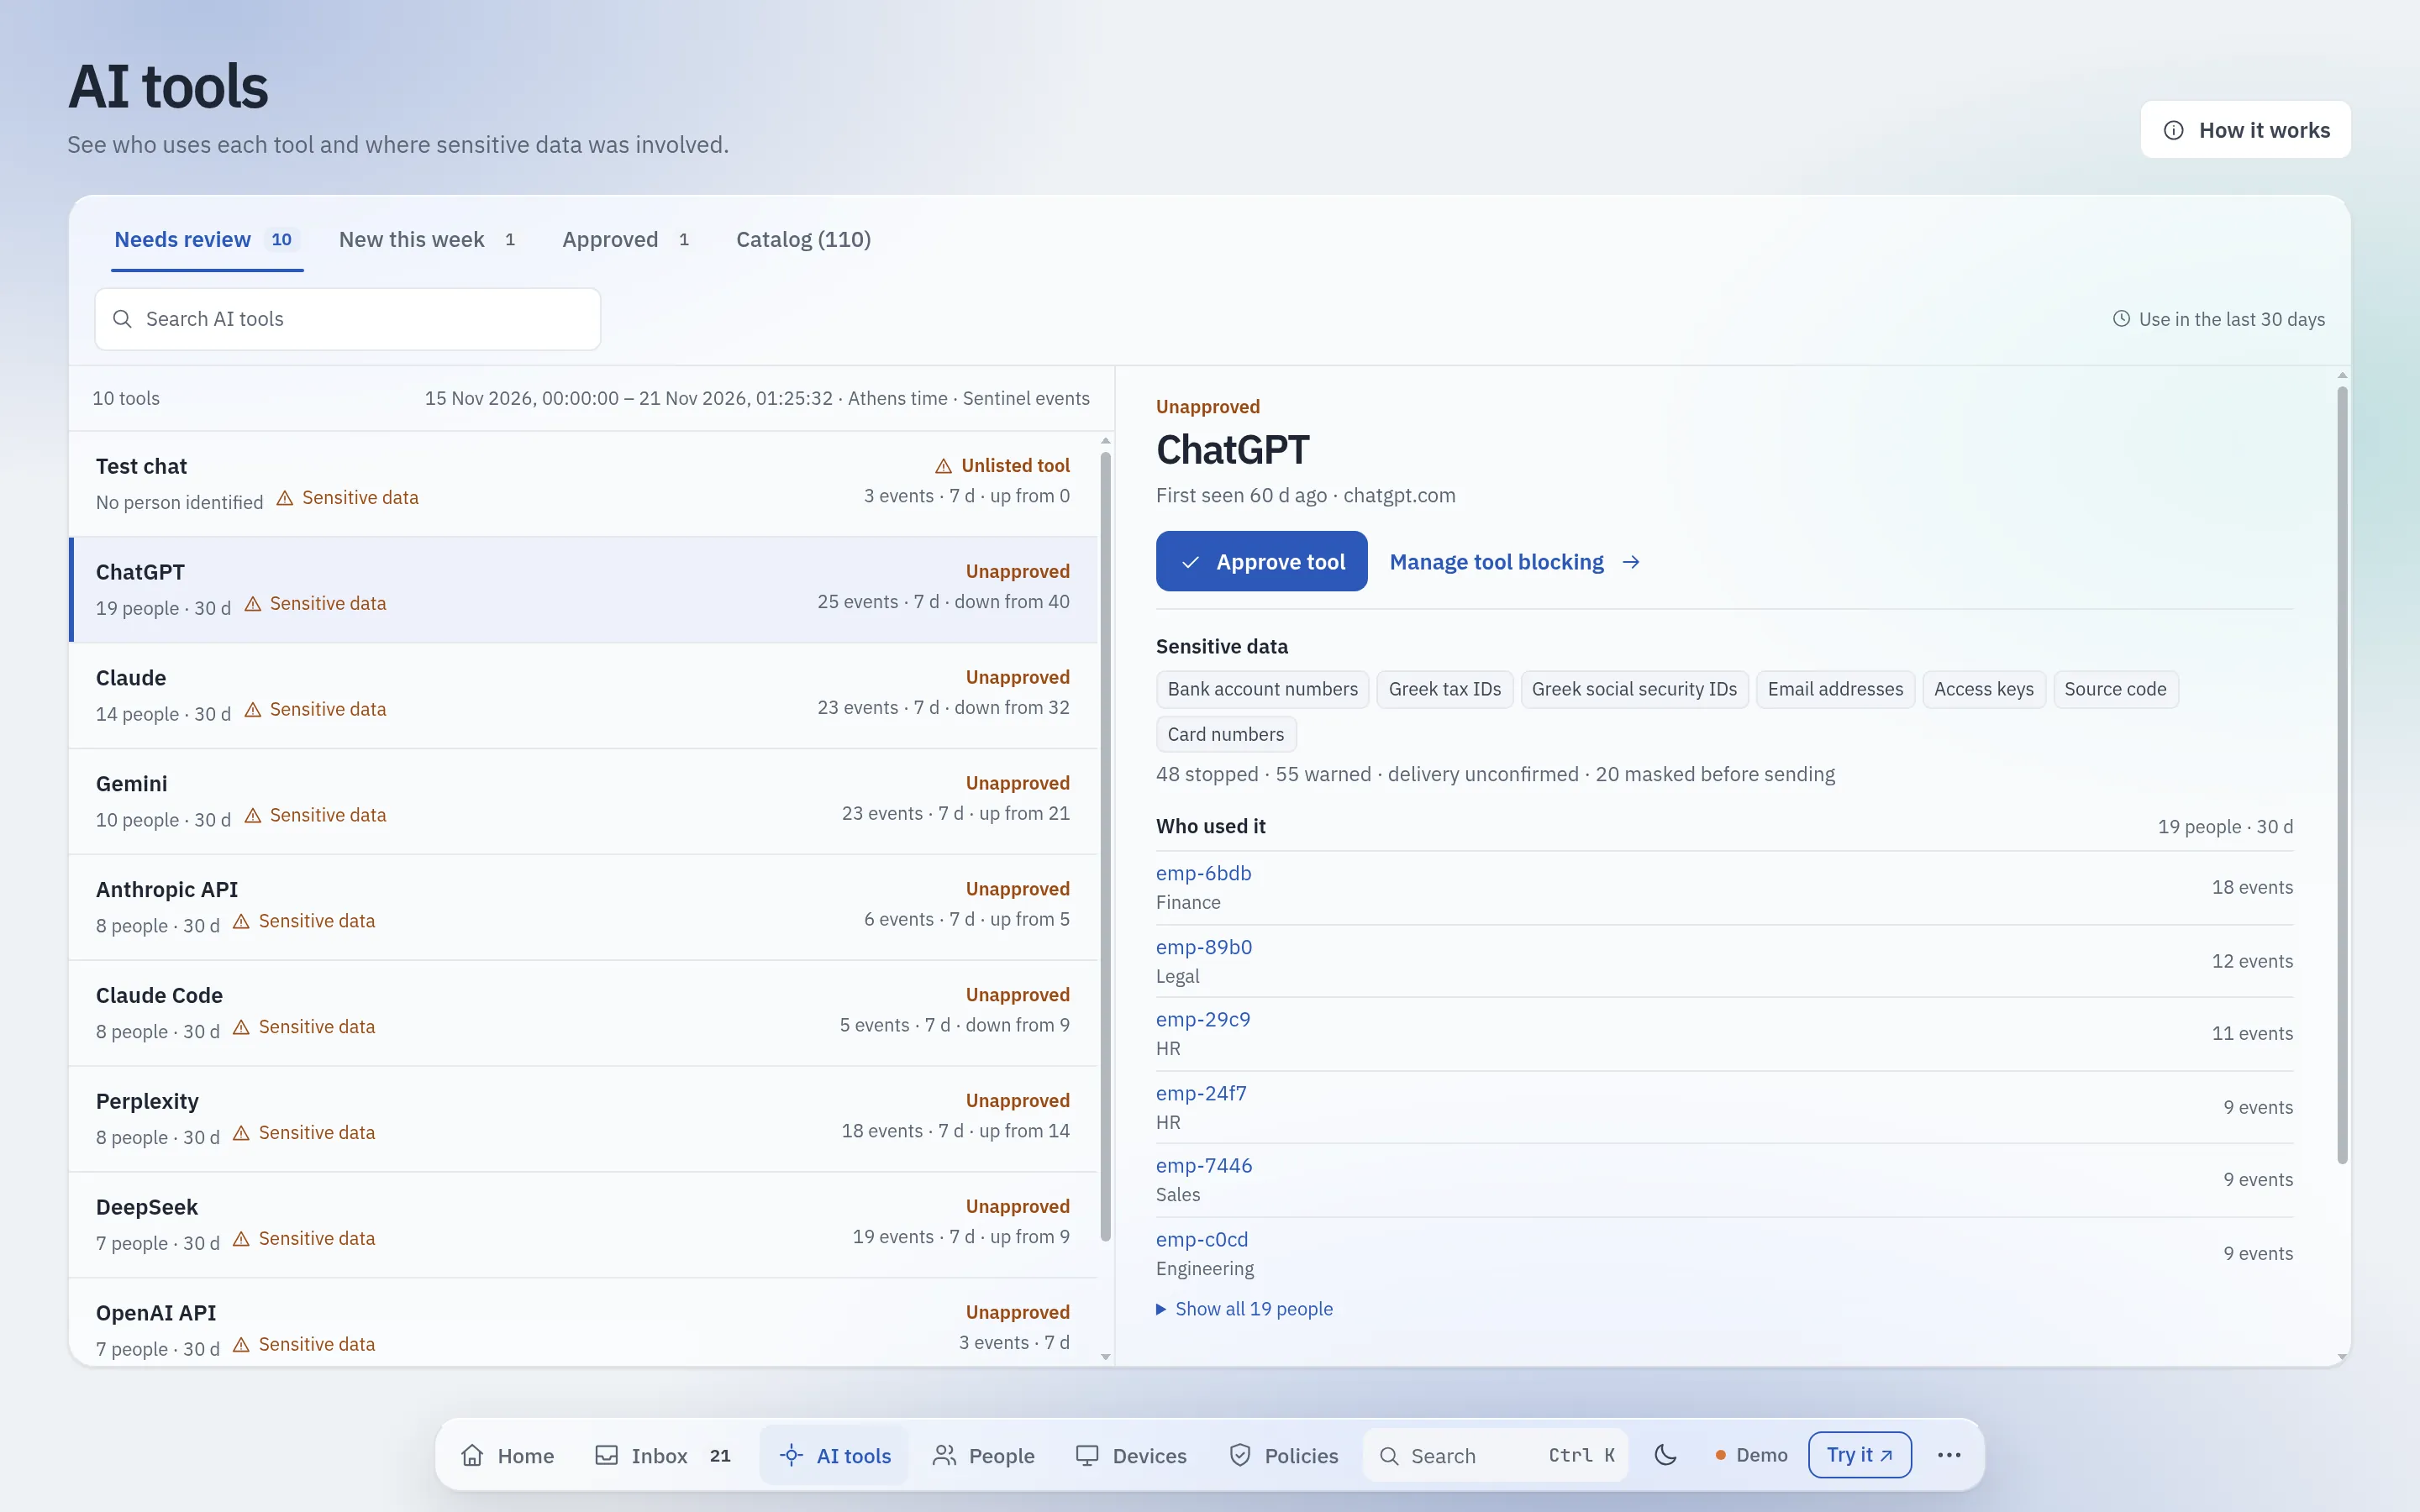 AI tools
See who uses each tool and where sensitive data was involved.
How it works
Needs review 10 New this week 1 Approved 1 Catalog (110)
Search AI tools
Use in the last 30 days
10 tools 15 Nov 2026, 00:00:00 – 21 Nov 2026, 01:25:32 · Athens time · Sentinel events
Test chat Unlisted tool
No person identified Sensitive data 3 events · 7 d · up from 0
ChatGPT Unapproved
19 people · 30 d Sensitive data 25 events · 7 d · down from 40
Claude Unapproved
14 people · 30 d Sensitive data 23 events · 7 d · down from 32
Gemini Unapproved
10 people · 30 d Sensitive data 23 events · 7 d · up from 21
Anthropic API Unapproved
8 people · 30 d Sensitive data 6 events · 7 d · up from 5
Claude Code Unapproved
8 people · 30 d Sensitive data 5 events · 7 d · down from 9
Perplexity Unapproved
8 people · 30 d Sensitive data 18 events · 7 d · up from 14
DeepSeek Unapproved
7 people · 30 d Sensitive data 19 events · 7 d · up from 9
OpenAI API Unapproved
7 people · 30 d Sensitive data 3 events · 7 d
Unapproved
ChatGPT
First seen 60 d ago · chatgpt.com
Approve tool Manage tool blocking →
Sensitive data
Bank account numbers Greek tax IDs Greek social security IDs Email addresses Access keys Source code
Card numbers
48 stopped · 55 warned · delivery unconfirmed · 20 masked before sending
Who used it 19 people · 30 d
emp-6bdb
Finance 18 events
emp-89b0
Legal 12 events
emp-29c9
HR 11 events
emp-24f7
HR 9 events
emp-7446
Sales 9 events
emp-c0cd
Engineering 9 events
Show all 19 people
Home Inbox 21 AI tools People Devices Policies Search Ctrl K Demo Try it ↗